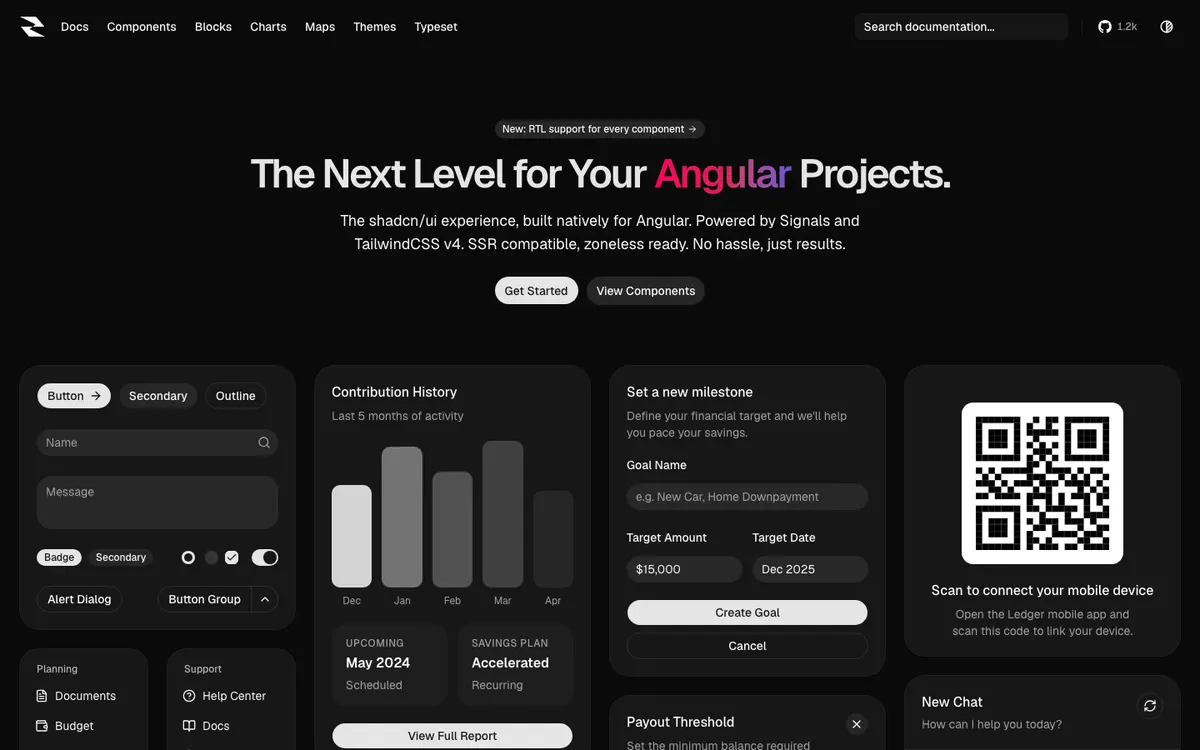 Docs
Components
Blocks
Charts
Maps
Themes
Typeset
Search documentation...
1.2k
New: RTL support for every component →
The Next Level for Your Angular Projects.
The shadcn/ui experience, built natively for Angular. Powered by Signals and
TailwindCSS v4. SSR compatible, zoneless ready. No hassle, just results.
Get Started
View Components
Button →
Secondary
Outline
Name
Message
Badge
Secondary
Alert Dialog
Button Group
Planning
Documents
Budget
Support
Help Center
Docs
Contribution History
Last 5 months of activity
Dec
Jan
Feb
Mar
Apr
UPCOMING
May 2024
Scheduled
SAVINGS PLAN
Accelerated
Recurring
View Full Report
Set a new milestone
Define your financial target and we'll help
you pace your savings.
Goal Name
e.g. New Car, Home Downpayment
Target Amount
Target Date
$15,000
Dec 2025
Create Goal
Cancel
Payout Threshold
Set the minimum balance required
Scan to connect your mobile device
Open the Ledger mobile app and
scan this code to link your device.
New Chat
How can I help you today?